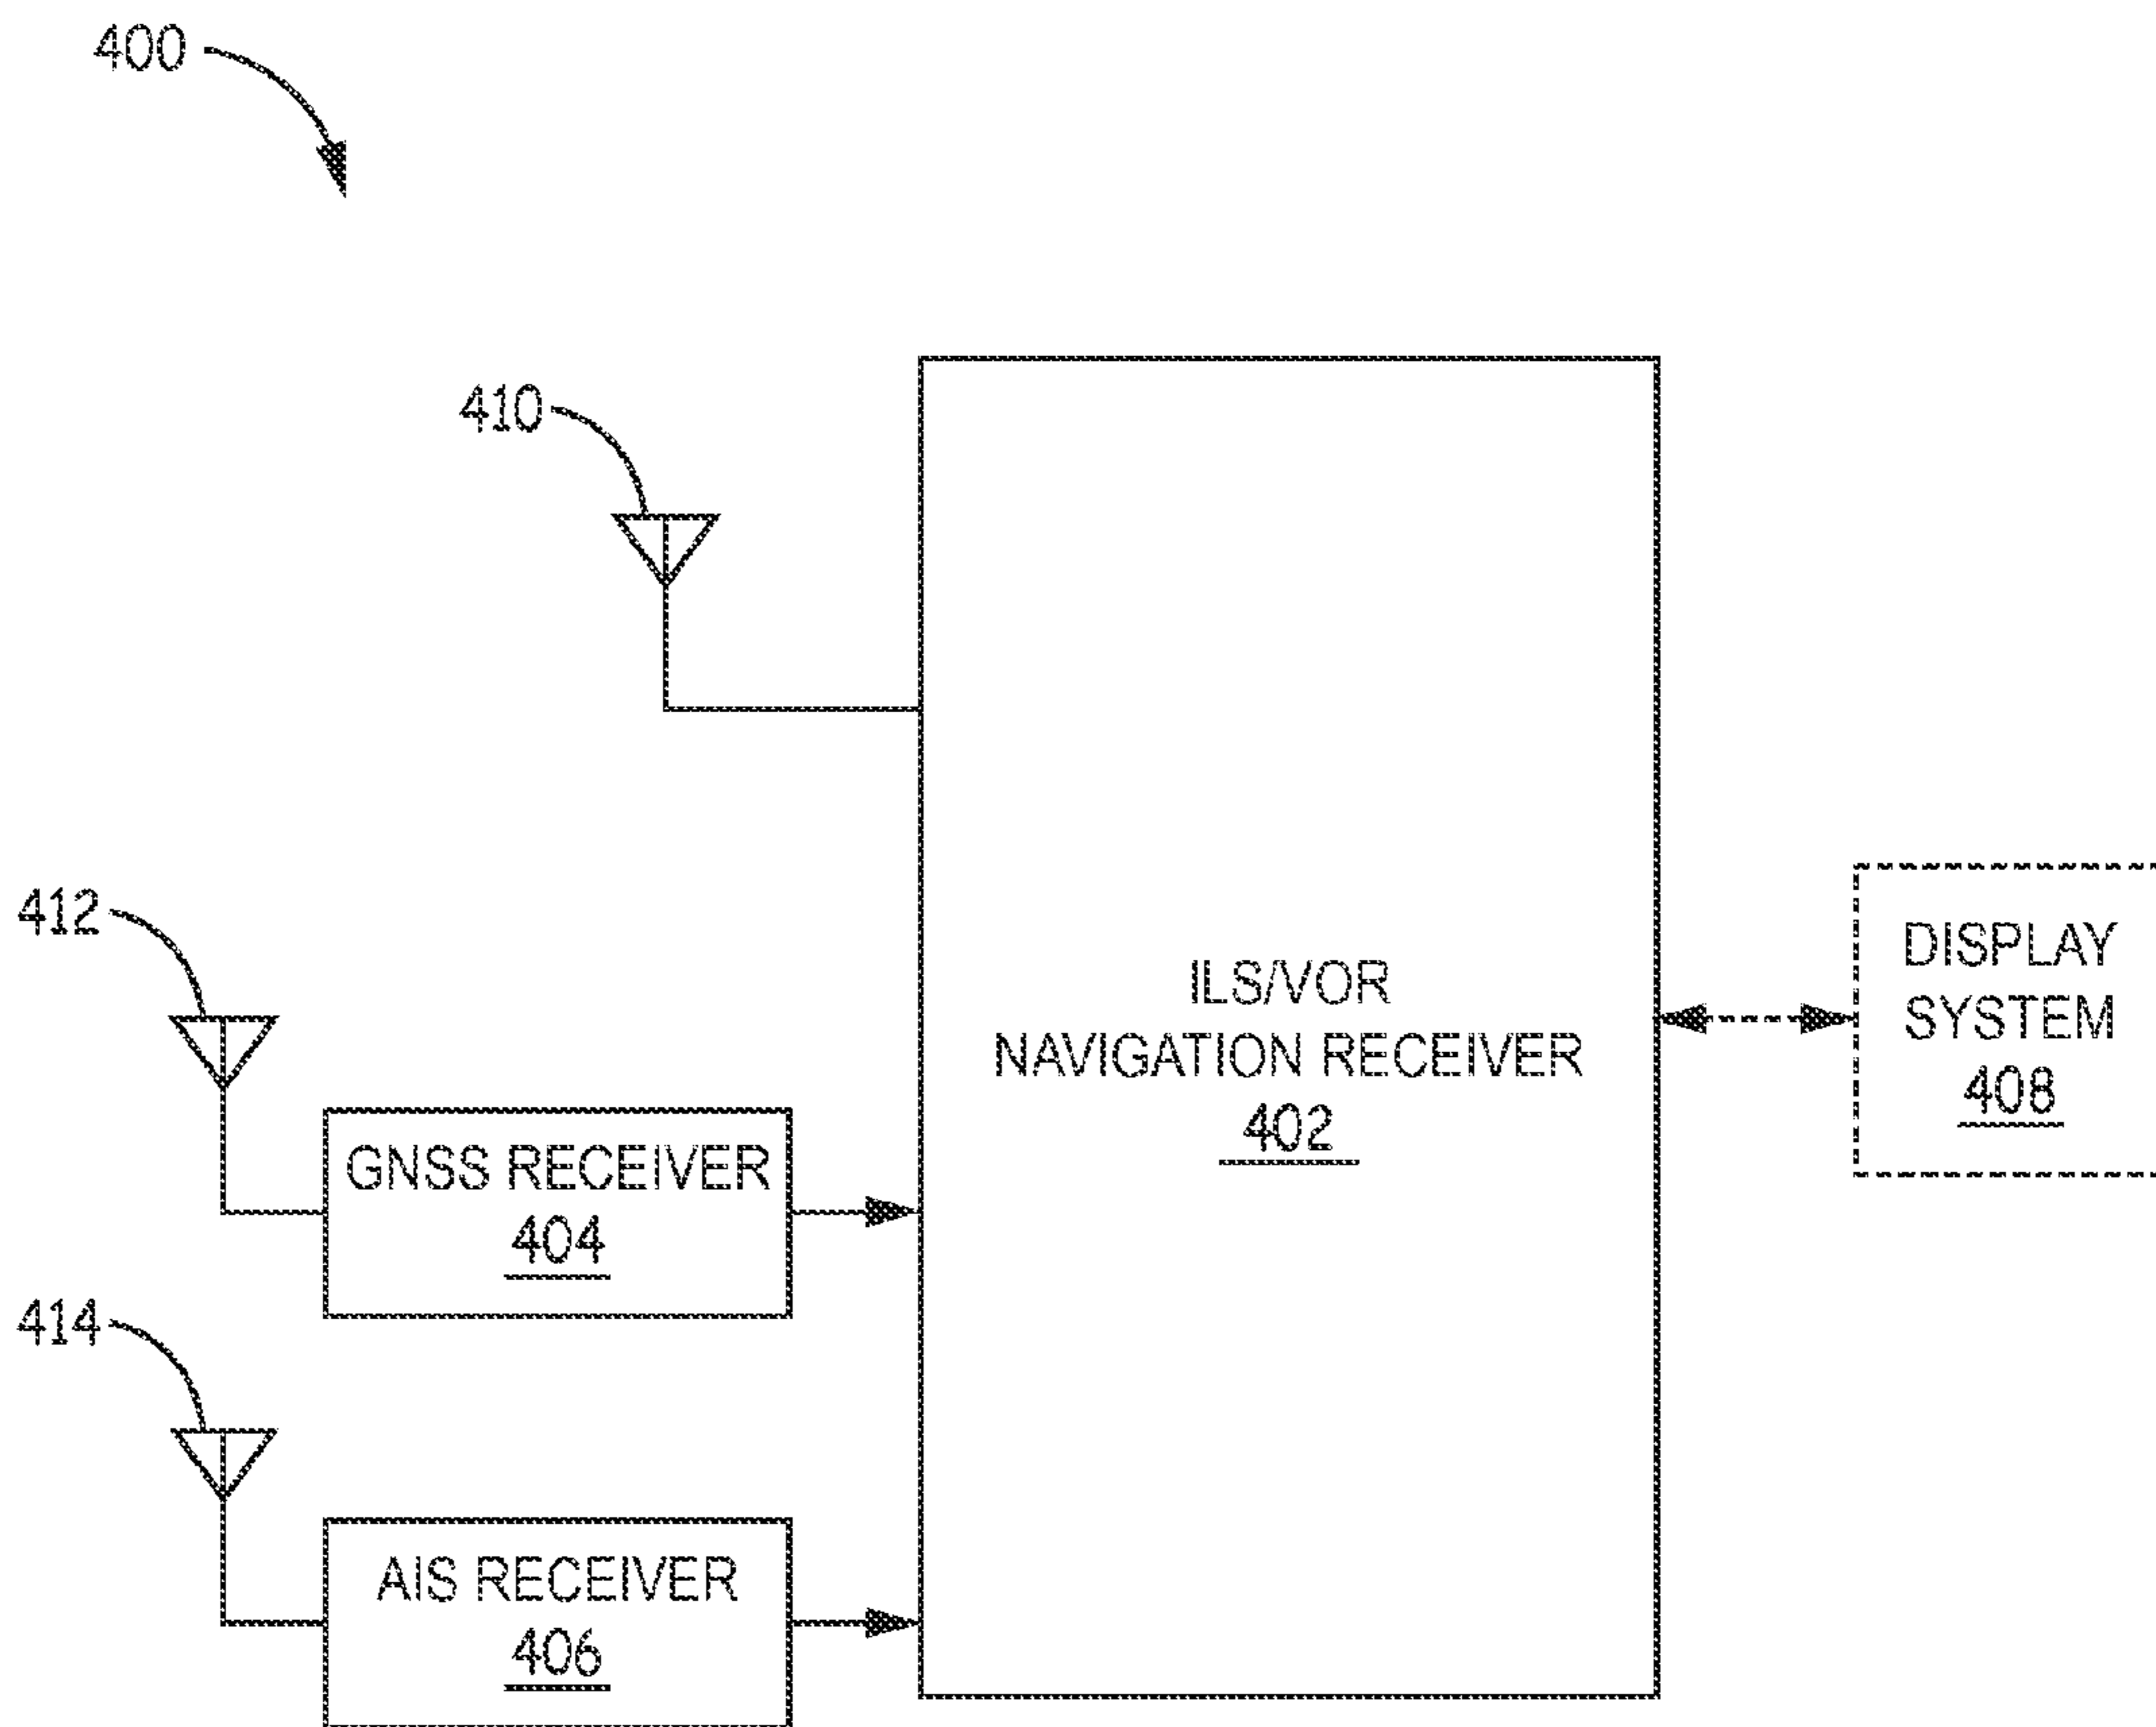 400
410
412
ILS/VOR
NAVIGATION RECEIVER
402
DISPLAY
SYSTEM
408
GNSS RECEIVER
404
414
AIS RECEIVER
406